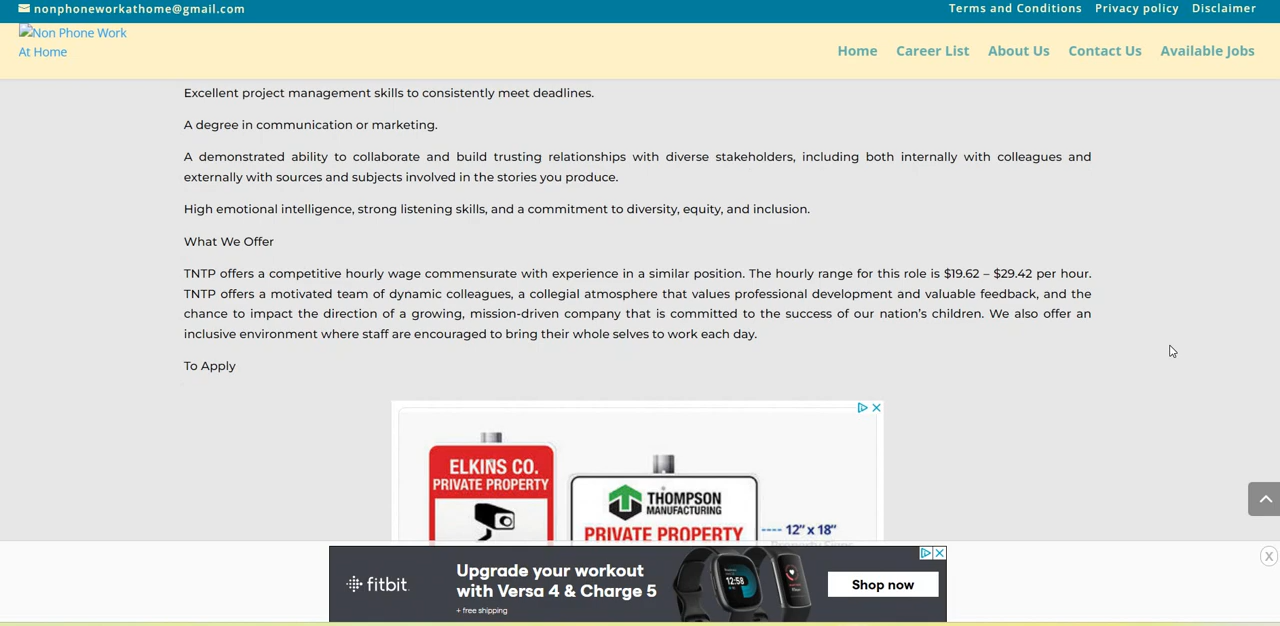 nonphoneworkathome@gmail.com
Terms and Conditions Privacy policy Disclaimer
Non Phone Work
At Home
Home Career List About Us Contact Us Available Jobs
Excellent project management skills to consistently meet deadlines.
A degree in communication or marketing.
A demonstrated ability to collaborate and build trusting relationships with diverse stakeholders, including both internally with colleagues and
externally with sources and subjects involved in the stories you produce.
High emotional intelligence, strong listening skills, and a commitment to diversity, equity, and inclusion.
What We Offer
TNTP offers a competitive hourly wage commensurate with experience in a similar position. The hourly range for this role is $19.62 – $29.42 per hour.
TNTP offers a motivated team of dynamic colleagues, a collegial atmosphere that values professional development and valuable feedback, and the
chance to impact the direction of a growing, mission-driven company that is committed to the success of our nation’s children. We also offer an
inclusive environment where staff are encouraged to bring their whole selves to work each day.
To Apply
ELKINS CO.
PRIVATE PROPERTY
THOMPSON
MANUFACTURING
PRIVATE PROPERTY
12" x 18"
Property Signs
fitbit
Upgrade your workout
with Versa 4 & Charge 5
+ free shipping
12:58
Shop now
X